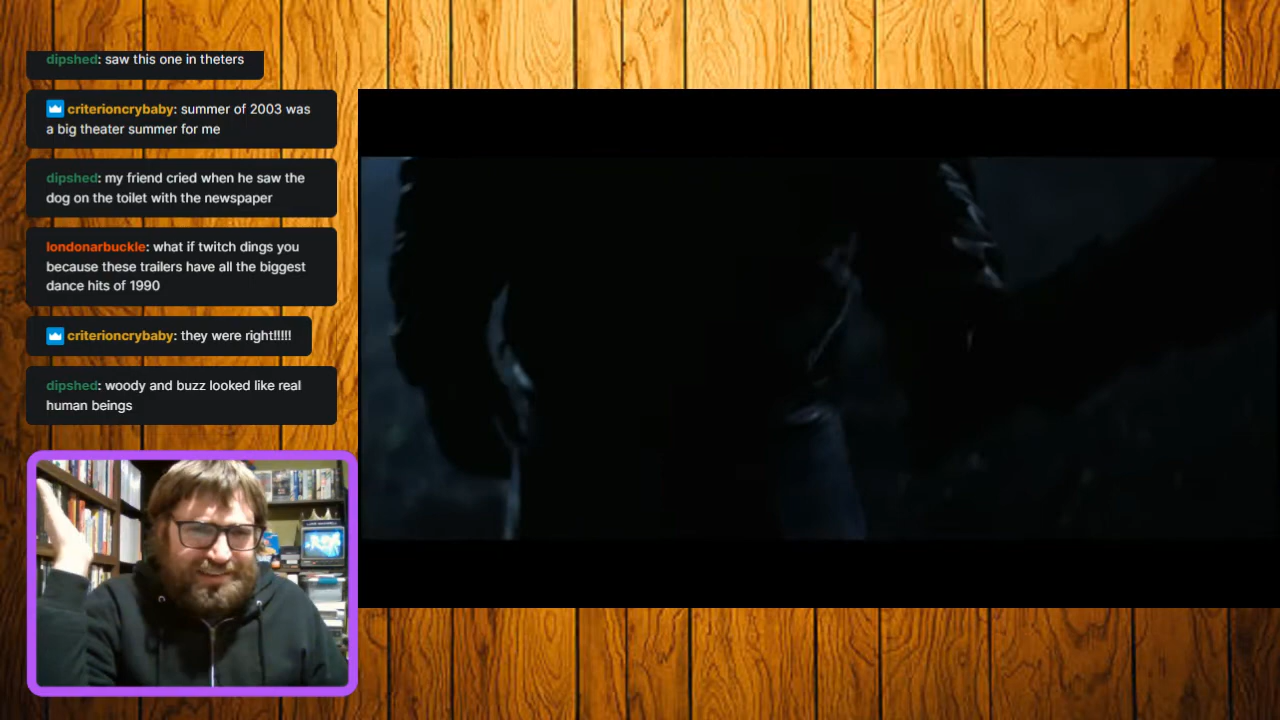 dipshed: saw this one in theters
criterioncrybaby: summer of 2003 was
a big theater summer for me
dipshed: my friend cried when he saw the
dog on the toilet with the newspaper
londonarbuckle: what if twitch dings you
because these trailers have all the biggest
dance hits of 1990
criterioncrybaby: they were right!!!!!
dipshed: woody and buzz looked like real
human beings